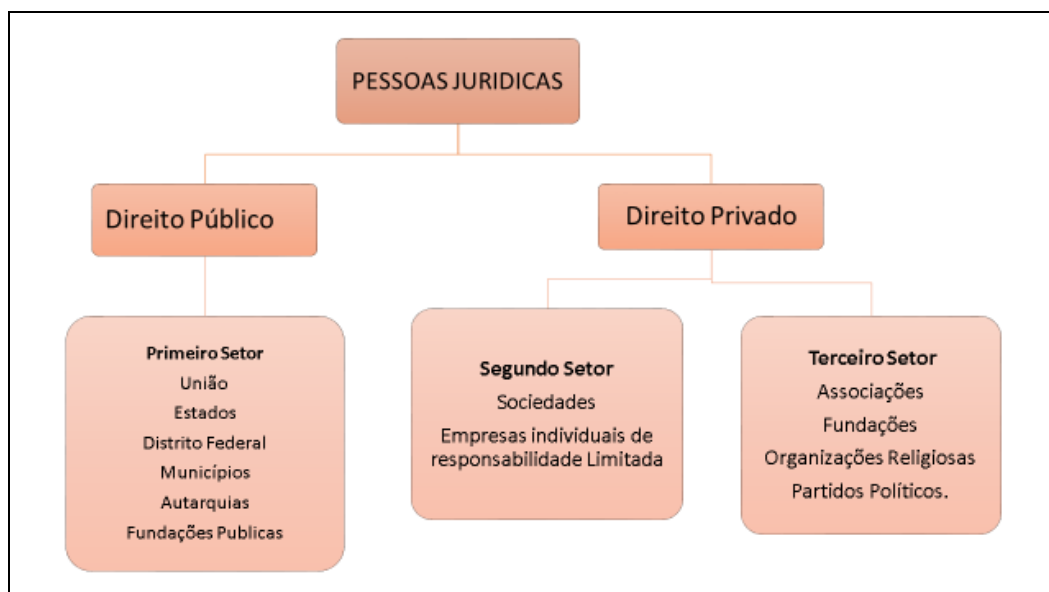 PESSOAS JURIDICAS
Direito Público
Direito Privado
Primeiro Setor
União
Estados
Distrito Federal
Municípios
Autarquias
Fundações Publicas
Segundo Setor
Sociedades
Empresas individuais de
responsabilidade Limitada
Terceiro Setor
Associações
Fundações
Organizações Religiosas
Partidos Políticos.